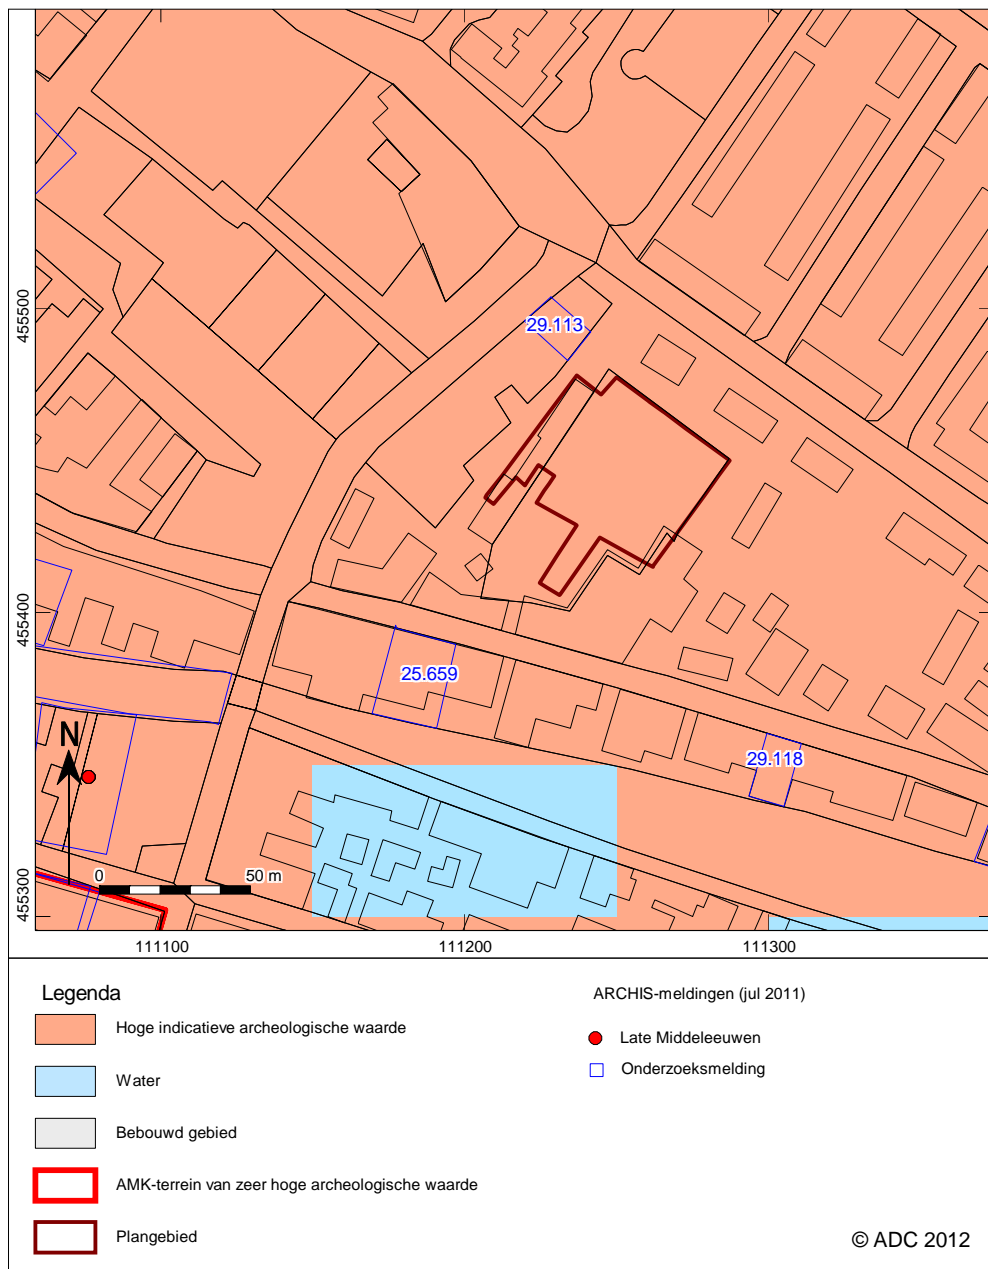 455500
455400
455300
29.113
25.659
29.118
N
0
50 m
111100
111200
111300
Legenda
Hoge indicatieve archeologische waarde
Water
Bebouwd gebied
AMK-terrein van zeer hoge archeologische waarde
Plangebied
ARCHIS-meldingen (jul 2011)
Late Middeleeuwen
Onderzoeksmelding
© ADC 2012